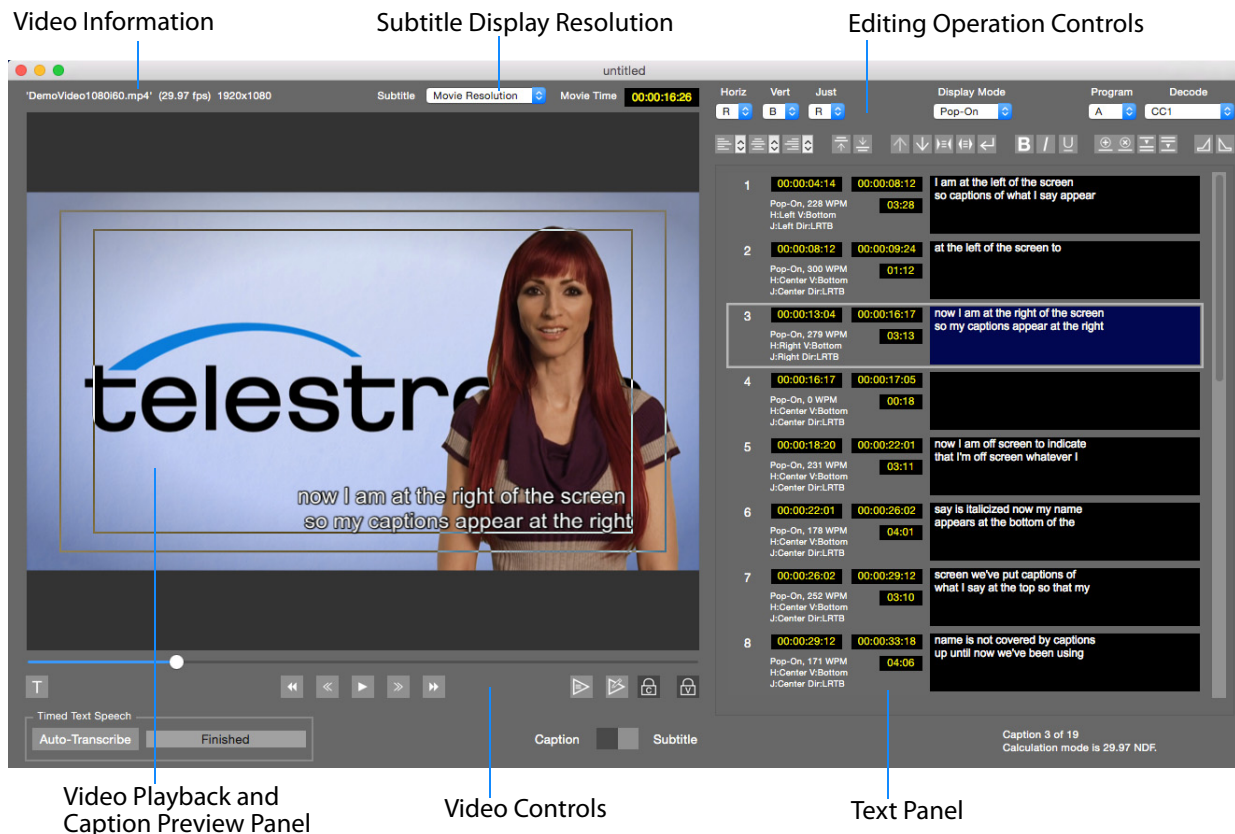 Video Information
Subtitle Display Resolution
Editing Operation Controls
untitled
'DemoVideo1080i60.mp4' (29.97 fps) 1920x1080
Subtitle
Movie Resolution
Movie Time
00:00:16:26
Horiz
Vert
Just
Display Mode
Program
Decode
R
B
R
Pop-On
A
CC1
B I U
telestre
now I am at the right of the screen
so my captions appear at the right
1
00:00:04:14
00:00:08:12
Pop-On, 228 WPM
03:28
H:Left V:Bottom
J:Left Dir:LRTB
I am at the left of the screen
so captions of what I say appear
2
00:00:08:12
00:00:09:24
Pop-On, 300 WPM
01:12
H:Center V:Bottom
J:Center Dir:LRTB
at the left of the screen to
3
00:00:13:04
00:00:16:17
Pop-On, 279 WPM
03:13
H:Right V:Bottom
J:Right Dir:LRTB
now I am at the right of the screen
so my captions appear at the right
4
00:00:16:17
00:00:17:05
Pop-On, 0 WPM
00:18
H:Center V:Bottom
J:Center Dir:LRTB
5
00:00:18:20
00:00:22:01
Pop-On, 231 WPM
03:11
H:Center V:Bottom
J:Center Dir:LRTB
now I am off screen to indicate
that I'm off screen whatever I
6
00:00:22:01
00:00:26:02
Pop-On, 178 WPM
04:01
H:Center V:Bottom
J:Center Dir:LRTB
say is italicized now my name
appears at the bottom of the
7
00:00:26:02
00:00:29:12
Pop-On, 252 WPM
03:10
H:Center V:Bottom
J:Center Dir:LRTB
screen we've put captions of
what I say at the top so that my
8
00:00:29:12
00:00:33:18
Pop-On, 171 WPM
04:06
H:Center V:Bottom
J:Center Dir:LRTB
name is not covered by captions
up until now we've been using
T
C
V
Timed Text Speech
Auto-Transcribe
Finished
Caption
Subtitle
Caption 3 of 19
Calculation mode is 29.97 NDF.
Video Playback and
Caption Preview Panel
Video Controls
Text Panel